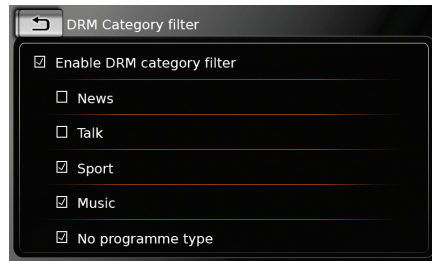 DRM Category filter
Enable DRM category filter
News
Talk
Sport
Music
No programme type